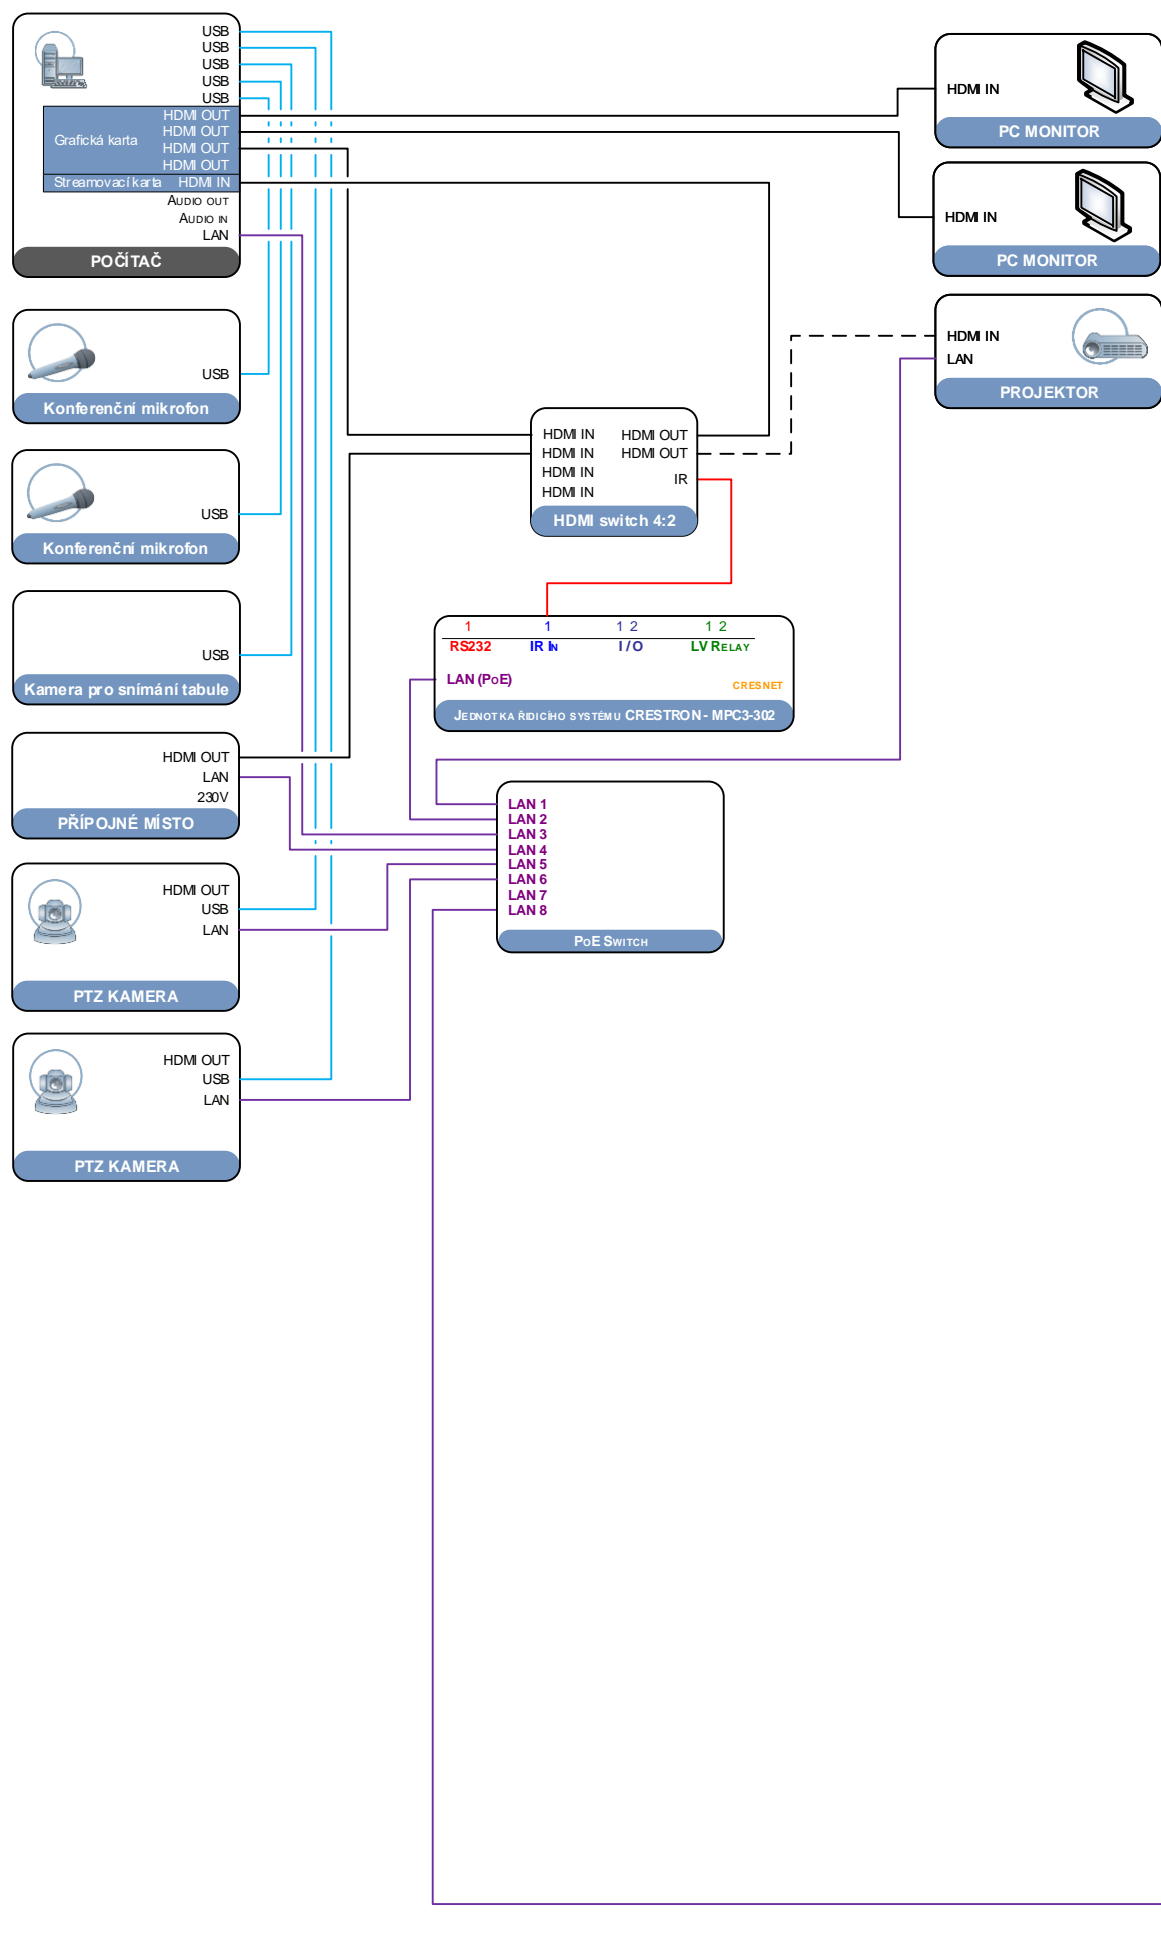 USB
USB
USB
USB
USB
HDMI OUT
HDMI OUT
Grafická karta
HDMI OUT
HDMI OUT
Streamovací karta HDMI IN
AUDIO OUT
AUDIO IN
LAN
POČÍTAČ
HDMI IN
PC MONITOR
HDMI IN
PC MONITOR
HDMI IN
LAN
PROJEKTOR
USB
Konferenční mikrofon
USB
Konferenční mikrofon
USB
Kamera pro snímání tabule
HDMI IN HDMI OUT
HDMI IN HDMI OUT
HDMI IN
IR
HDMI IN
HDMI switch 4:2
1 1 1 2 1 2
RS232 IR IN I / O LV RELAY
LAN (POE)
CRESNET
JEDNOTKA ŘIDICÍHO SYSTÉMU CRESTRON - MPC3-302
HDMI OUT
LAN
230V
PŘÍPOJNÉ MÍSTO
LAN 1
LAN 2
LAN 3
LAN 4
LAN 5
LAN 6
LAN 7
LAN 8
POE SWITCH
HDMI OUT
USB
LAN
PTZ KAMERA
HDMI OUT
USB
LAN
PTZ KAMERA